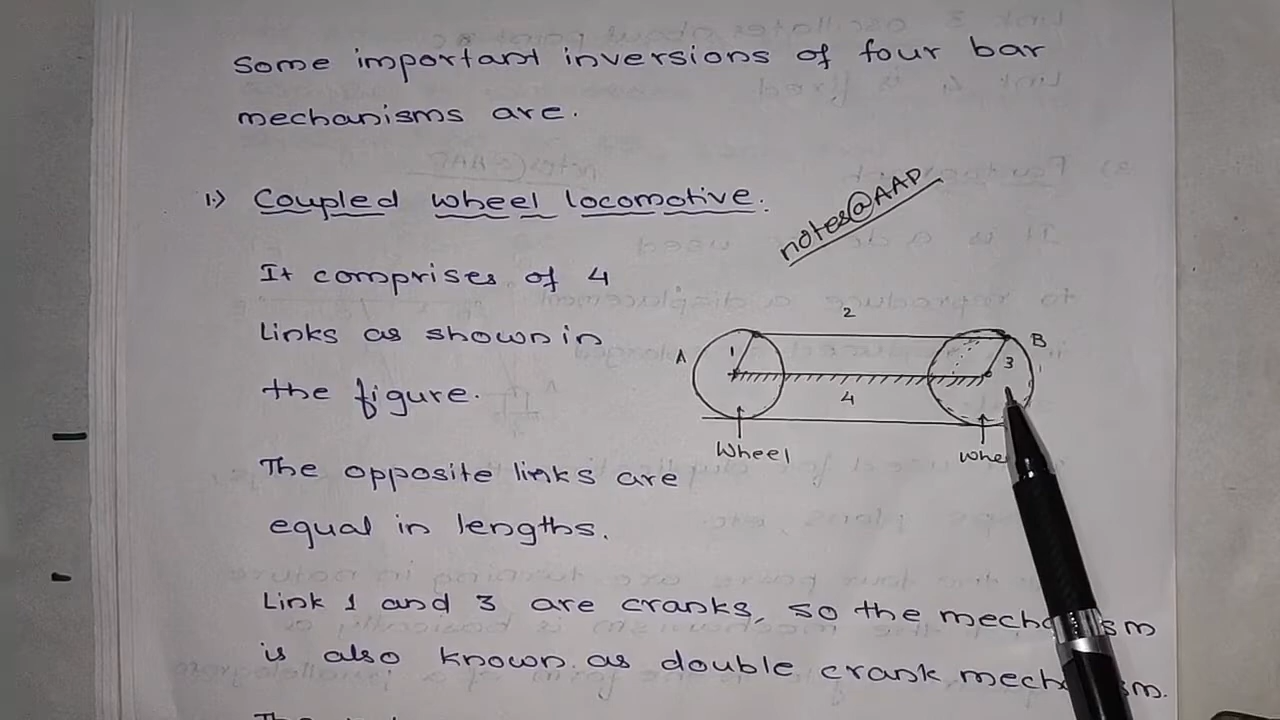 Some important inversions of four bar
mechanisms are.
1.) Coupled wheel locomotive.
notes@AAP
It comprises of 4
links as shown in
the figure.
2
A
1
B
3
4
Wheel
The opposite links are
equal in lengths.
Link 1 and 3 are cranks, so the
is also known as double crank